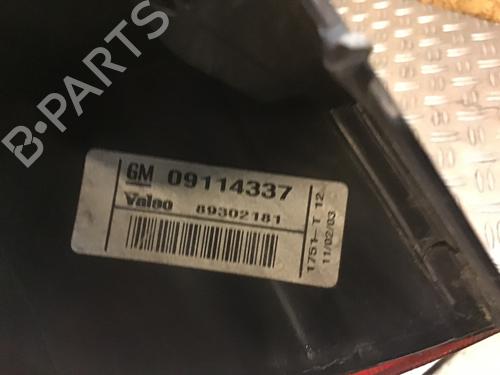 B-PARTS
GM 09114337
Valeo 89302181
1751 T 12
11/02/03